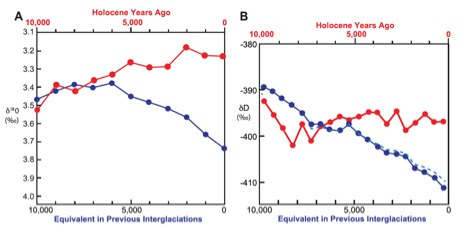 A
Holocene Years Ago
10,000 5,000 0
3.1
3.2
3.3
3.4
δ¹⁸O
3.5
(‰)
3.6
3.7
3.8
3.9
4.0
10,000 5,000 0
Equivalent in Previous Interglaciations
B
Holocene Years Ago
10,000 5,000 0
-380
-390
δD
(‰)
-400
-410
10,000 5,000 0
Equivalent in Previous Interglaciations